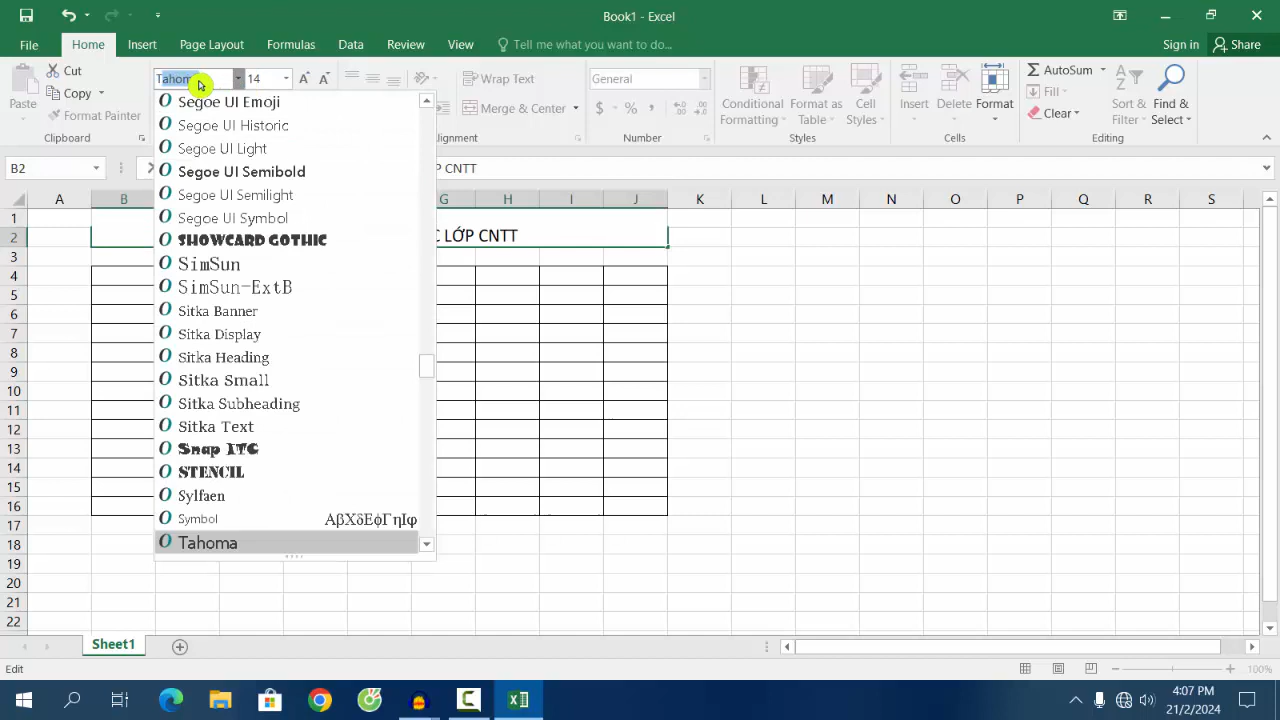 Book1 - Excel
File Home Insert Page Layout Formulas Data Review View Tell me what you want to do... Sign in Share
Cut
Copy
Format Painter
Paste
Clipboard
Tahoma 14
Wrap Text
Merge & Center
General
$ % ,
Number
Conditional Formatting
Format as Table
Cell Styles
Styles
Insert Delete Format
Cells
AutoSum
Fill
Clear
Sort & Filter
Find & Select
Editing
B2
CNTT
A B G H I J K L M N O P Q R S
C LỚP CNTT
1
2
3
4
5
6
7
8
9
10
11
12
13
14
15
16
17
18
19
20
21
22
Segoe UI Emoji
Segoe UI Historic
Segoe UI Light
Segoe UI Semibold
Segoe UI Semilight
Segoe UI Symbol
SHOWCARD GOTHIC
SimSun
SimSun-ExtB
Sitka Banner
Sitka Display
Sitka Heading
Sitka Small
Sitka Subheading
Sitka Text
Snap ITC
STENCIL
Sylfaen
Symbol ΑβΧδΕϕΓηΙφ
Tahoma
Sheet1
Edit
100%
4:07 PM
21/2/2024